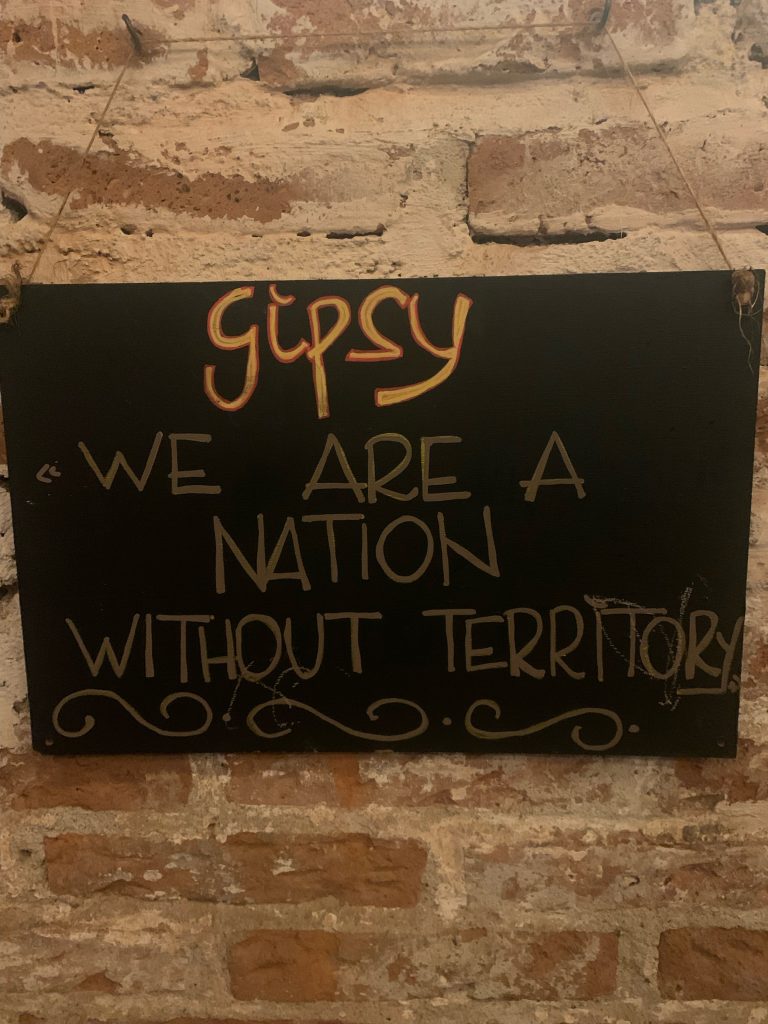 gipsy
« WE ARE A
NATION
WITHOUT TERRITORY.